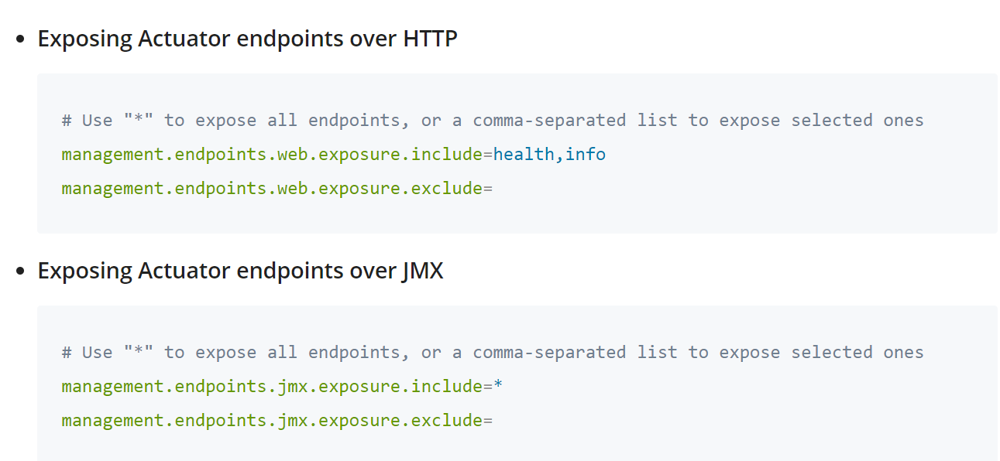 • Exposing Actuator endpoints over HTTP
# Use "*" to expose all endpoints, or a comma-separated list to expose selected ones
management.endpoints.web.exposure.include=health,info
management.endpoints.web.exposure.exclude=
• Exposing Actuator endpoints over JMX
# Use "*" to expose all endpoints, or a comma-separated list to expose selected ones
management.endpoints.jmx.exposure.include=*
management.endpoints.jmx.exposure.exclude=